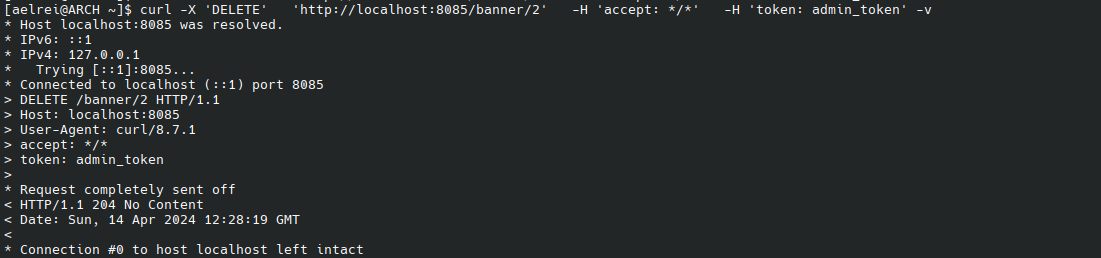 [aelrei@ARCH ~]$ curl -X 'DELETE'   'http://localhost:8085/banner/2'   -H 'accept: */*'   -H 'token: admin_token' -v
* Host localhost:8085 was resolved.
* IPv6: ::1
* IPv4: 127.0.0.1
*   Trying [::1]:8085...
* Connected to localhost (::1) port 8085
> DELETE /banner/2 HTTP/1.1
> Host: localhost:8085
> User-Agent: curl/8.7.1
> accept: */*
> token: admin_token
>
* Request completely sent off
< HTTP/1.1 204 No Content
< Date: Sun, 14 Apr 2024 12:28:19 GMT
<
* Connection #0 to host localhost left intact